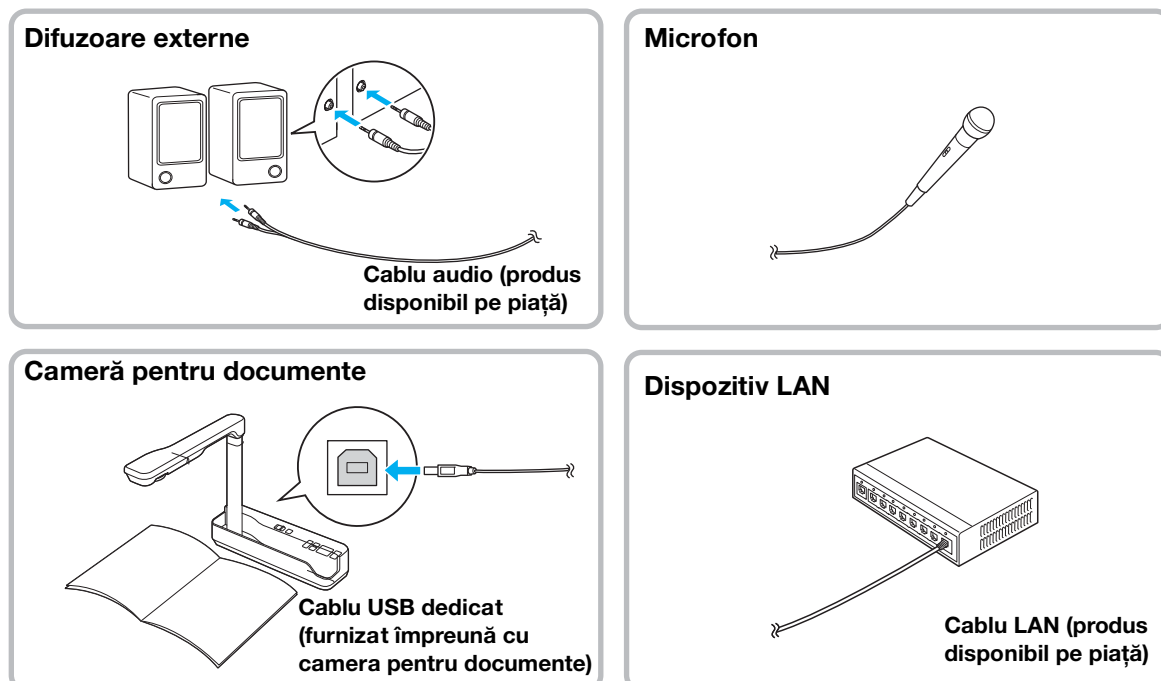 Difuzoare externe
Cablu audio (produs
disponibil pe piață)
Microfon
Cameră pentru documente
Cablu USB dedicat
(furnizat împreună cu
camera pentru documente)
Dispozitiv LAN
Cablu LAN (produs
disponibil pe piață)